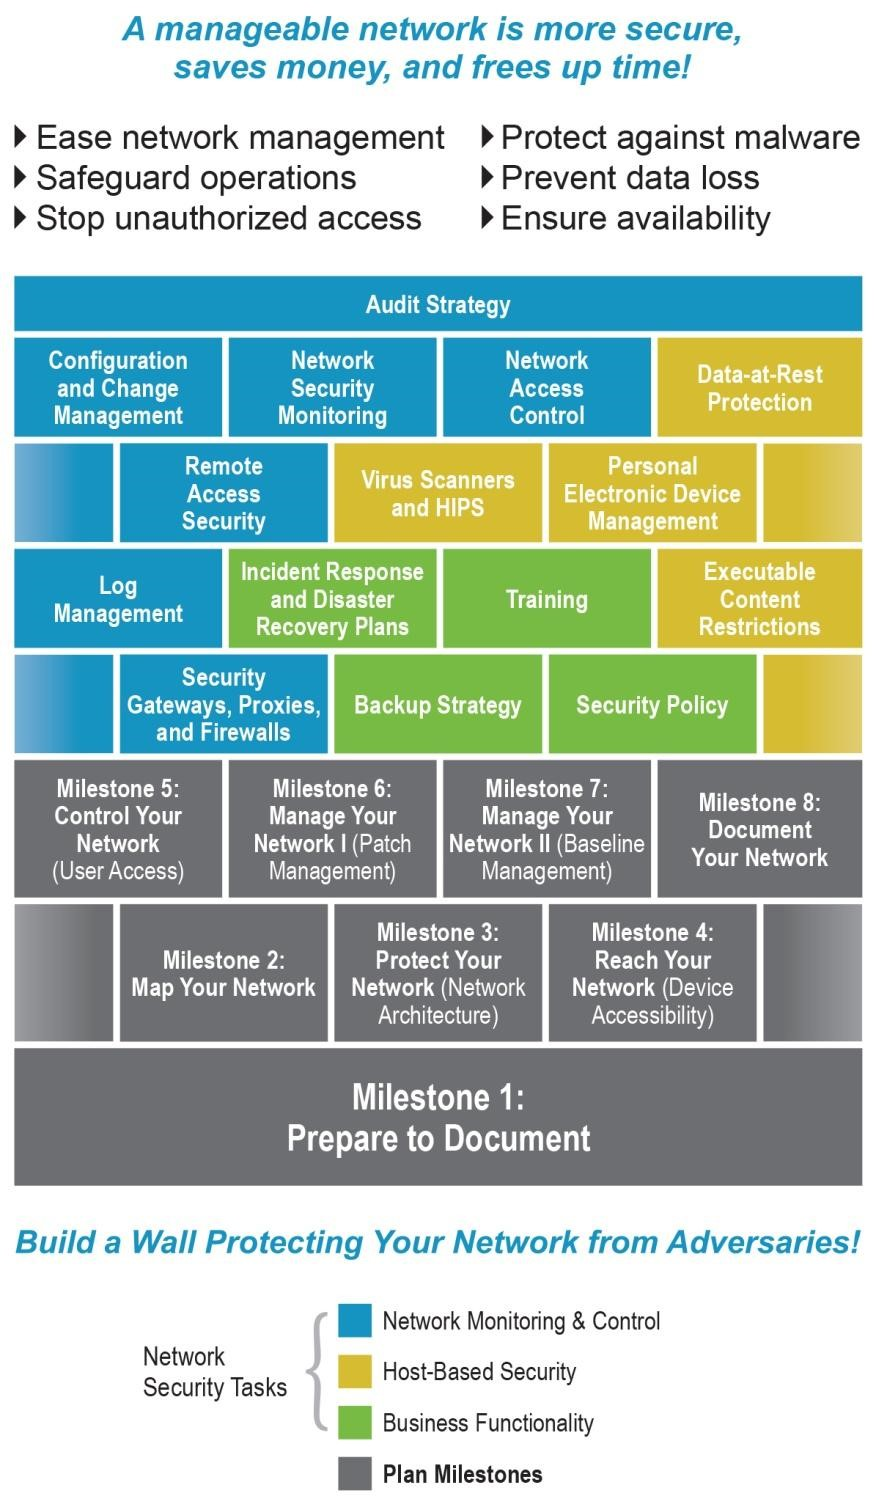 A manageable network is more secure,
saves money, and frees up time!
Ease network management
Safeguard operations
Stop unauthorized access
Protect against malware
Prevent data loss
Ensure availability
Audit Strategy
Configuration
and Change
Management
Network
Security
Monitoring
Network
Access
Control
Data-at-Rest
Protection
Remote
Access
Security
Virus Scanners
and HIPS
Personal
Electronic Device
Management
Log
Management
Incident Response
and Disaster
Recovery Plans
Training
Executable
Content
Restrictions
Security
Gateways, Proxies,
and Firewalls
Backup Strategy
Security Policy
Milestone 5:
Control Your
Network
(User Access)
Milestone 6:
Manage Your
Network I (Patch
Management)
Milestone 7:
Manage Your
Network II (Baseline
Management)
Milestone 8:
Document
Your Network
Milestone 2:
Map Your Network
Milestone 3:
Protect Your
Network (Network
Architecture)
Milestone 4:
Reach Your
Network (Device
Accessibility)
Milestone 1:
Prepare to Document
Build a Wall Protecting Your Network from Adversaries!
Network
Security Tasks
Network Monitoring & Control
Host-Based Security
Business Functionality
Plan Milestones